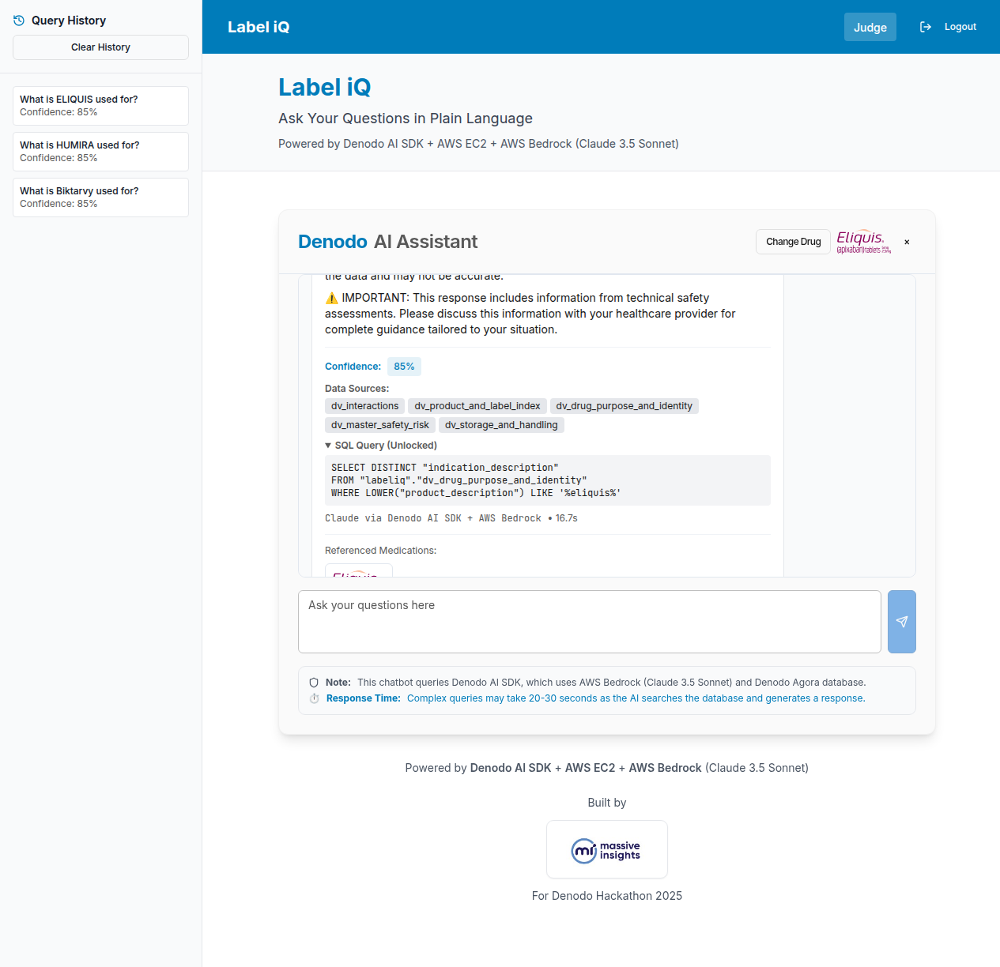 Query History
Clear History
What is ELIQUIS used for?
Confidence: 85%
What is HUMIRA used for?
Confidence: 85%
What is Biktarvy used for?
Confidence: 85%
Label iQ
Judge
Logout
Label iQ
Ask Your Questions in Plain Language
Powered by Denodo AI SDK + AWS EC2 + AWS Bedrock (Claude 3.5 Sonnet)
Denodo AI Assistant
Change Drug
Eliquis.
(apixaban) tablets
×
the data and may not be accurate.
⚠️ IMPORTANT: This response includes information from technical safety
assessments. Please discuss this information with your healthcare provider for
complete guidance tailored to your situation.
Confidence: 85%
Data Sources:
dv_interactions dv_product_and_label_index dv_drug_purpose_and_identity
dv_master_safety_risk dv_storage_and_handling
▼ SQL Query (Unlocked)
SELECT DISTINCT "indication_description"
FROM "labeliq"."dv_drug_purpose_and_identity"
WHERE LOWER("product_description") LIKE '%eliquis%'
Claude via Denodo AI SDK + AWS Bedrock • 16.7s
Referenced Medications:
Eliquis
Ask your questions here
Note: This chatbot queries Denodo AI SDK, which uses AWS Bedrock (Claude 3.5 Sonnet) and Denodo Agora database.
⏱️ Response Time: Complex queries may take 20-30 seconds as the AI searches the database and generates a response.
Powered by Denodo AI SDK + AWS EC2 + AWS Bedrock (Claude 3.5 Sonnet)
Built by
mi massive
insights
For Denodo Hackathon 2025